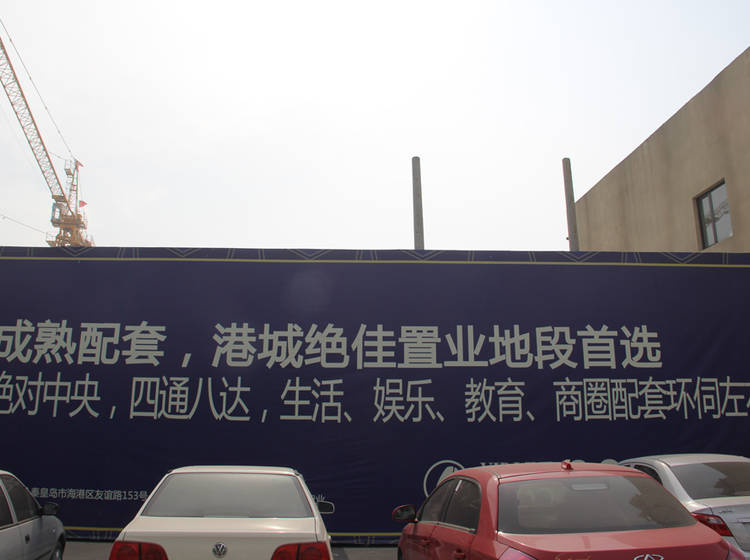 成熟配套，港城绝佳置业地段首选
绝对中央，四通八达，生活、娱乐、教育、商圈配套环伺左
秦皇岛市海港区友谊路153号